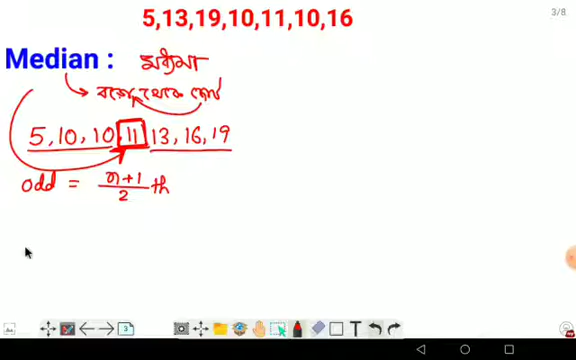 5,13,19,10,11,10,16
3/8
Median : মধ্যমা
থেকে
5, 10, 10, 11 13, 16, 19
odd = n+1/2 th
3
T